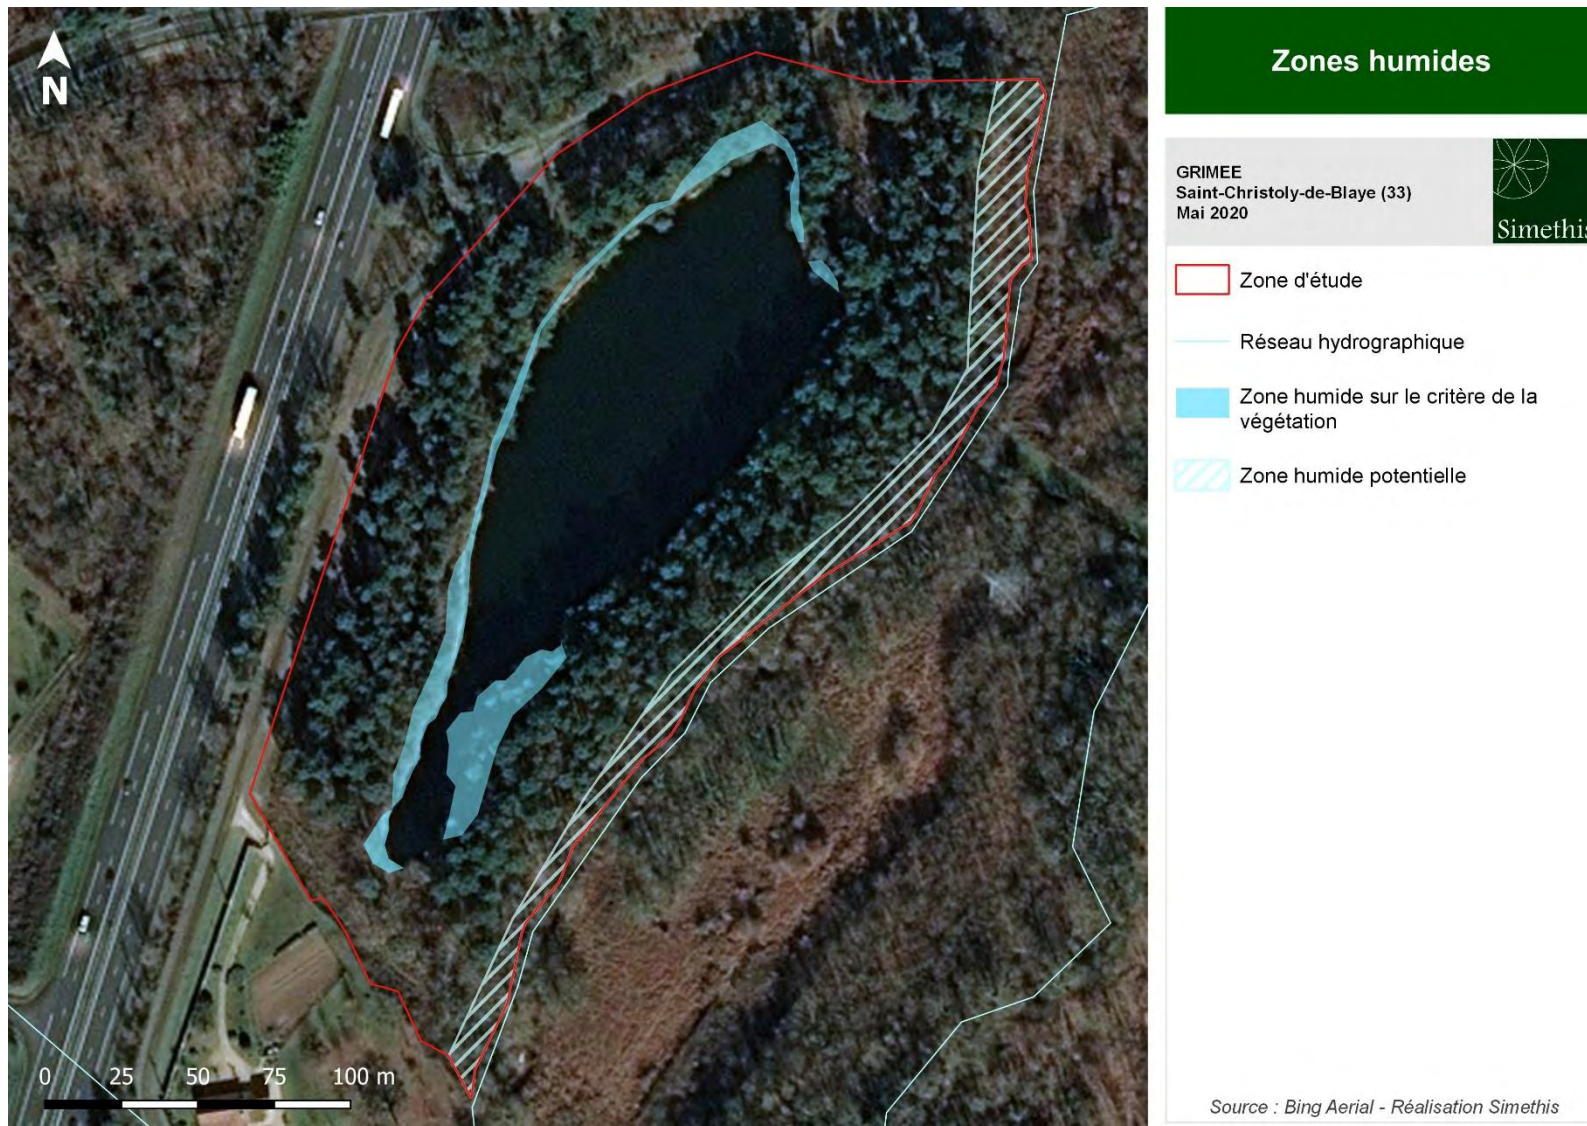 N
0 25 50 75 100 m
Zones humides
GRIMEE
Saint-Christoly-de-Blaye (33)
Mai 2020
Simethis
Zone d'étude
Réseau hydrographique
Zone humide sur le critère de la
végétation
Zone humide potentielle
Source : Bing Aerial - Réalisation Simethis